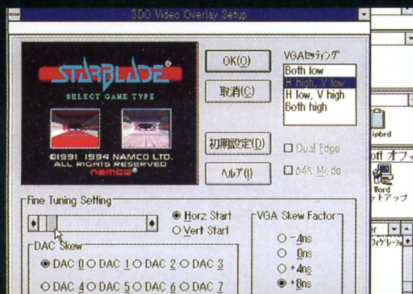 3DO Video Overlay Setup
STARBLADE
SELECT GAME TYPE
©1991 1994 NAMCO LTD.
ALL RIGHTS RESERVED
namco
OK(O)
取消(C)
初期設定(D)
ヘルプ(I)
VGAセッティング
Both low
H high, V low
H low, V high
Both high
Dual Edge
64K Mode
Fine Tuning Setting
Horz Start
Vert Start
VGA Skew Factor
-4ns
0ns
+4ns
+8ns
DAC Skew
DAC 0 DAC 1 DAC 2 DAC 3
DAC 4 DAC 5 DAC 6 DAC 7
Word